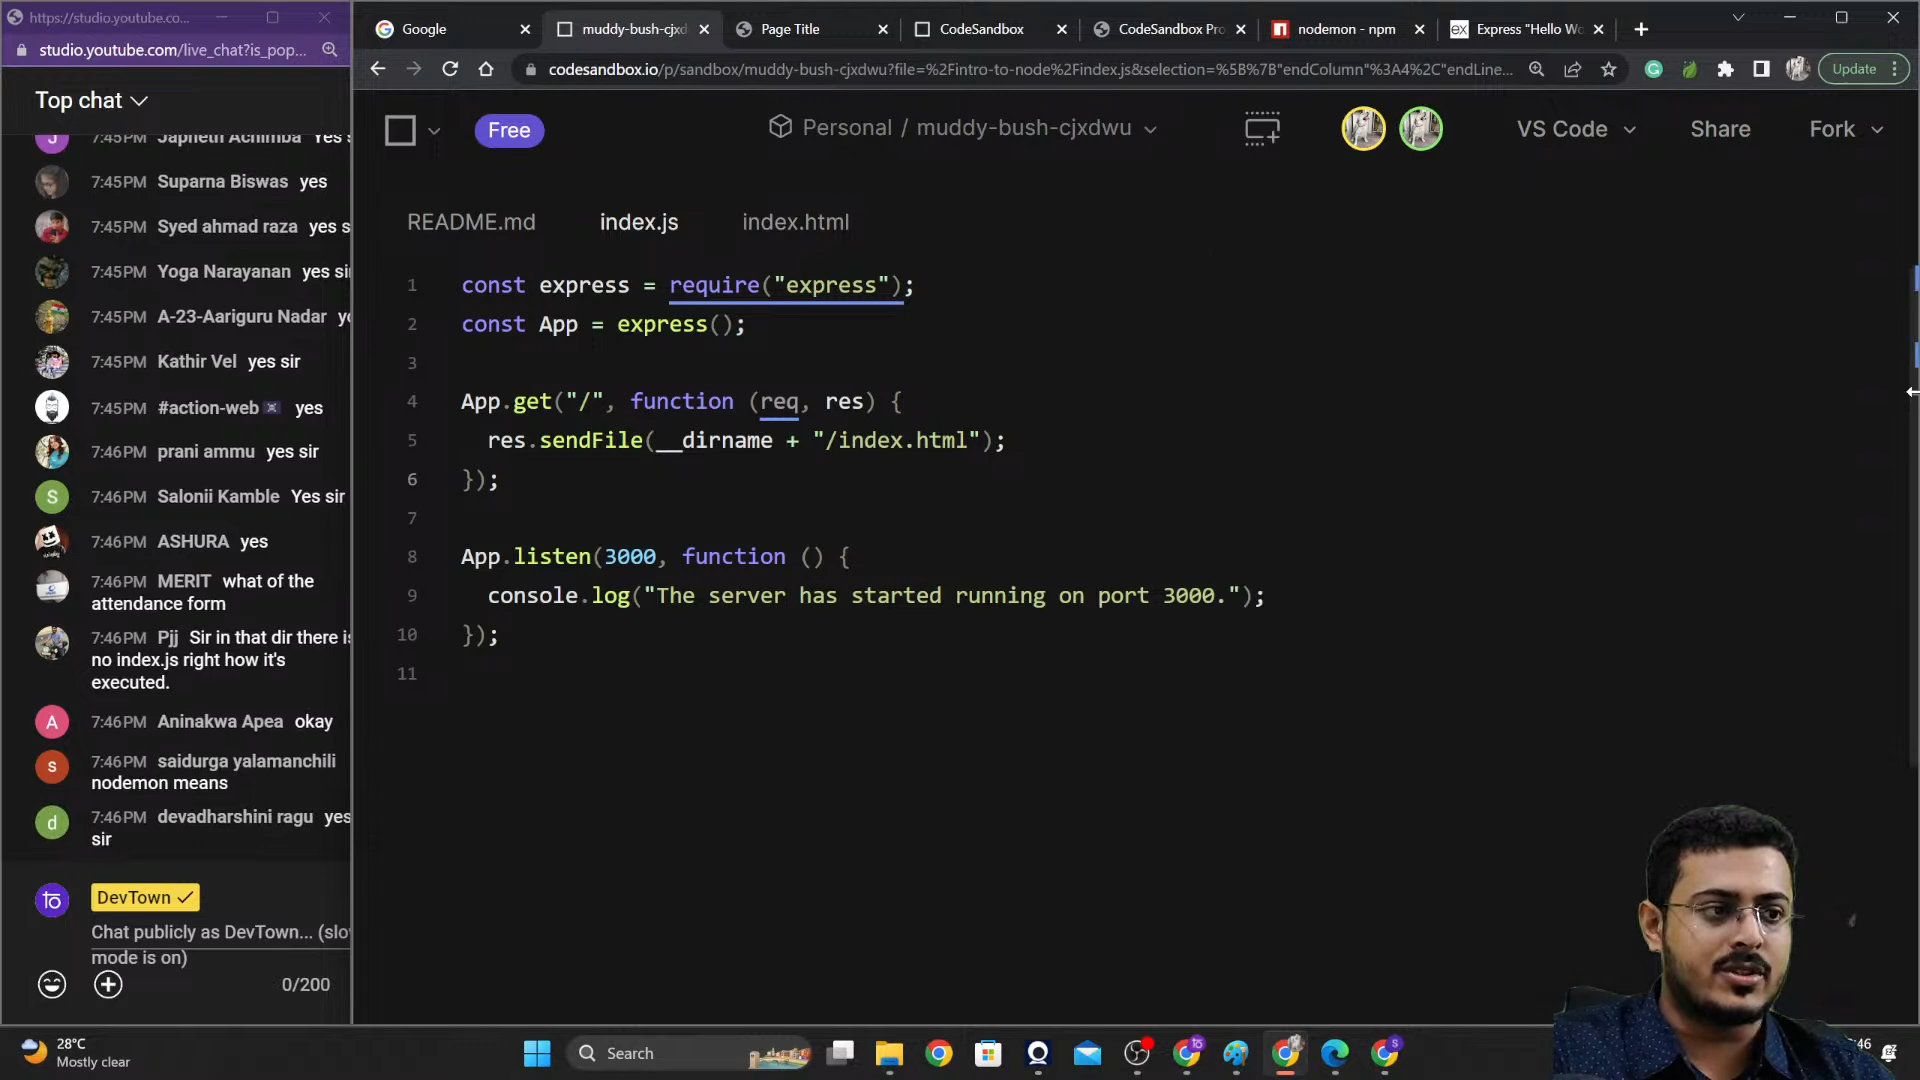 https://studio.youtube.co...
studio.youtube.com/live_chat?is_pop...
Top chat
7:45PM Japheth Achimba Yes s
7:45PM Suparna Biswas yes
7:45PM Syed ahmad raza yes s
7:45PM Yoga Narayanan yes si
7:45PM A-23-Aariguru Nadar ye
7:45PM Kathir Vel yes sir
7:45PM #action-web yes
7:45PM prani ammu yes sir
S 7:46PM Salonii Kamble Yes sir
7:46PM ASHURA yes
7:46PM MERIT what of the
attendance form
7:46PM Pjj Sir in that dir there is
no index.js right how it's
executed.
A 7:46PM Aninakwa Apea okay
s 7:46PM saidurga yalamanchili
nodemon means
d 7:46PM devadharshini ragu yes
sir
DevTown
Chat publicly as DevTown... (slo
mode is on)
0/200
Google
muddy-bush-cjxd
Page Title
CodeSandbox
CodeSandbox Pro
nodemon - npm
Express "Hello Wo
codesandbox.io/p/sandbox/muddy-bush-cjxdwu?file=%2Fintro-to-node%2Findex.js&selection=%5B%7B"endColumn"%3A4%2C"endLine...
Update
Free
Personal / muddy-bush-cjxdwu
VS Code
Share
Fork
README.md
index.js
index.html
1 const express = require("express");
2 const App = express();
3
4 App.get("/", function (req, res) {
5 res.sendFile(__dirname + "/index.html");
6 });
7
8 App.listen(3000, function () {
9 console.log("The server has started running on port 3000.");
10 });
11
28°C
Mostly clear
Search
:46